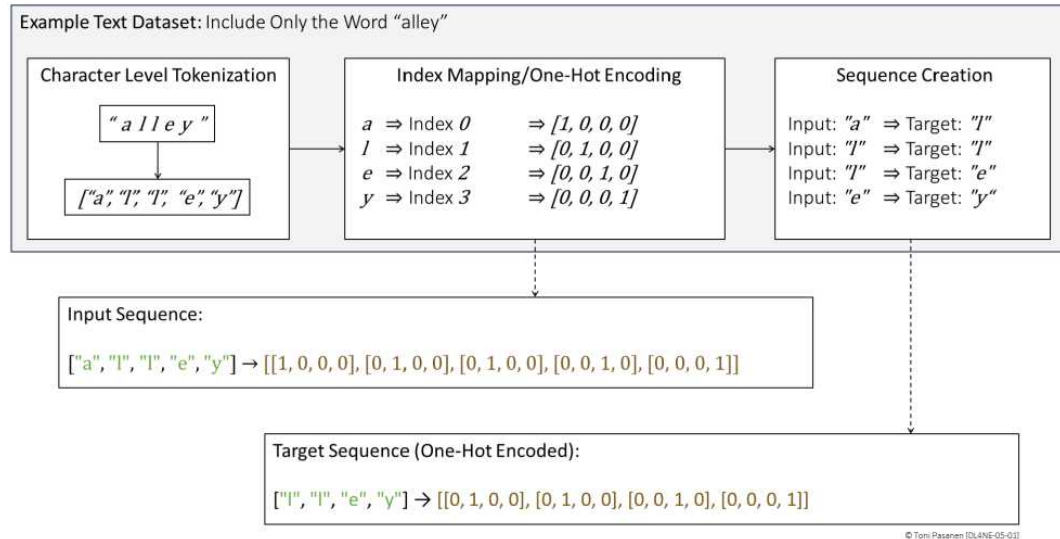 Example Text Dataset: Include Only the Word “alley”
Character Level Tokenization
“ a l l e y ”
[“a”, “l”, “l”, “e”, “y”]
Index Mapping/One-Hot Encoding
a ⇒ Index 0 ⇒ [1, 0, 0, 0]
l ⇒ Index 1 ⇒ [0, 1, 0, 0]
e ⇒ Index 2 ⇒ [0, 0, 1, 0]
y ⇒ Index 3 ⇒ [0, 0, 0, 1]
Sequence Creation
Input: "a" ⇒ Target: "l"
Input: "l" ⇒ Target: "l"
Input: "l" ⇒ Target: "e"
Input: "e" ⇒ Target: "y“
Input Sequence:
["a", "l", "l", "e", "y"] → [[1, 0, 0, 0], [0, 1, 0, 0], [0, 1, 0, 0], [0, 0, 1, 0], [0, 0, 0, 1]]
Target Sequence (One-Hot Encoded):
["l", "l", "e", "y"] → [[0, 1, 0, 0], [0, 1, 0, 0], [0, 0, 1, 0], [0, 0, 0, 1]]
© Toni Pasanen [DL4NE-05-01]